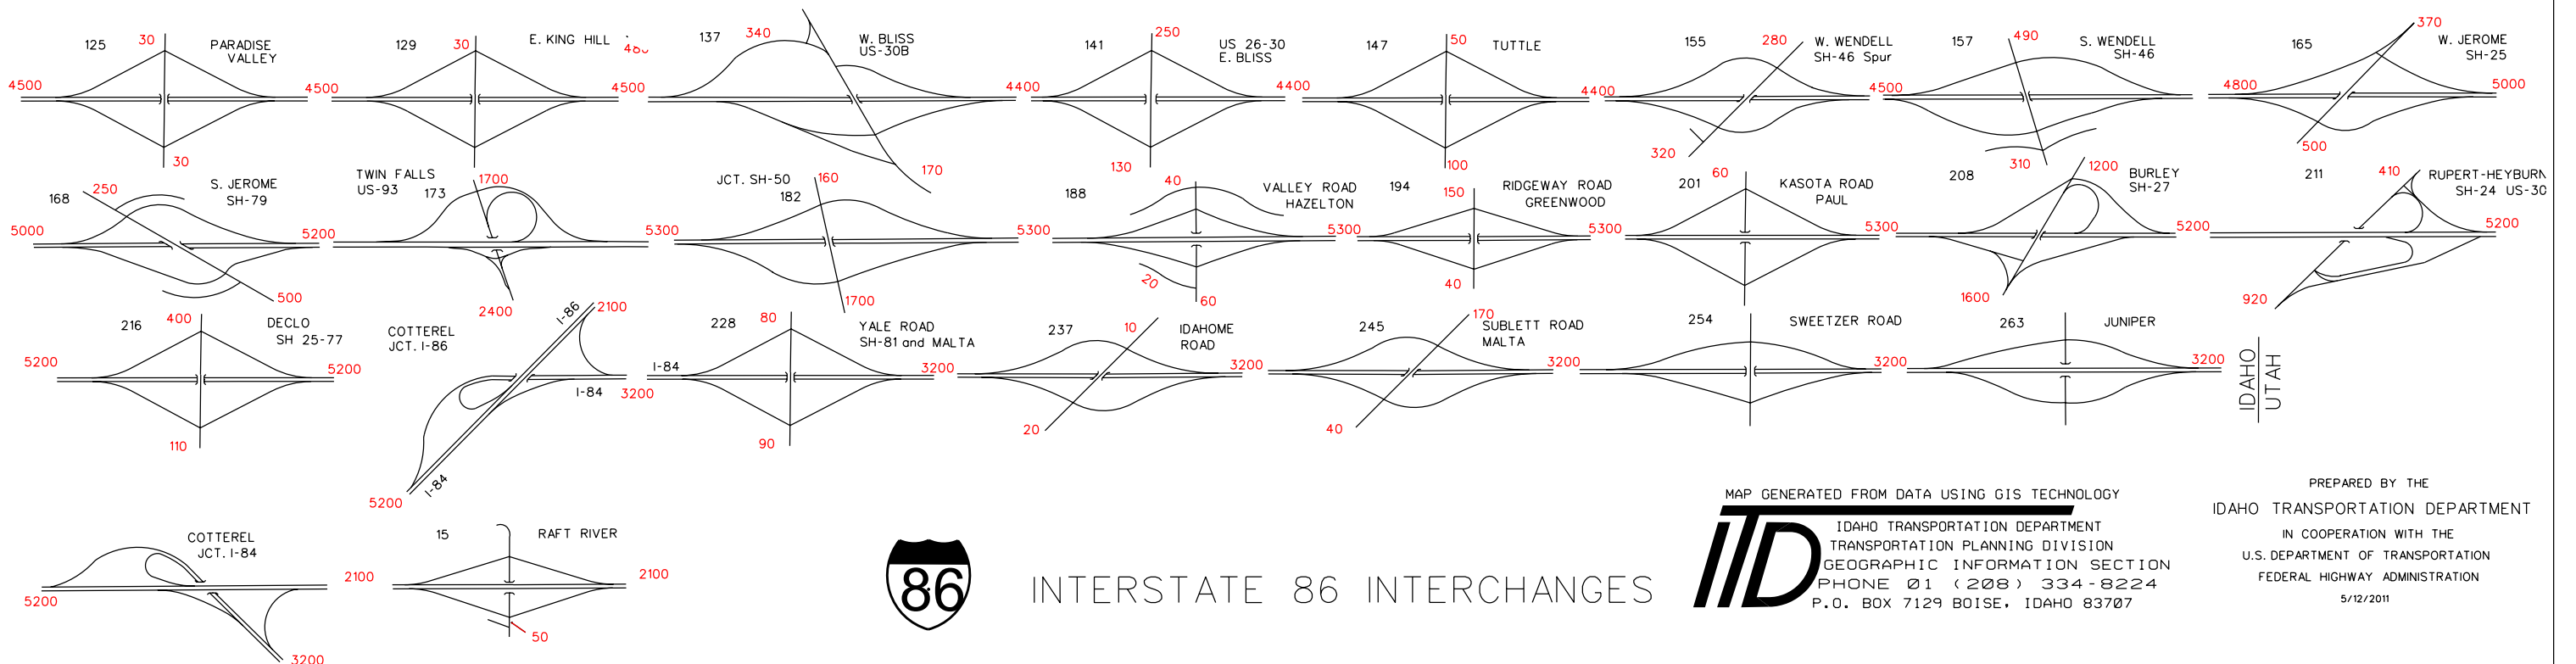 125
30
PARADISE
VALLEY
4500
4500
30
129
30
E. KING HILL
4500
137
340
W. BLISS
US-30B
170
4400
141
250
US 26-30
E. BLISS
130
4400
147
50
TUTTLE
100
4400
155
280
W. WENDELL
SH-46 Spur
320
4500
157
490
S. WENDELL
SH-46
310
165
370
W. JEROME
SH-25
4800
5000
500
168
250
S. JEROME
SH-79
5000
5200
500
TWIN FALLS
US-93
173
1700
2400
5300
JCT. SH-50
182
160
1700
5300
188
40
VALLEY ROAD
HAZELTON
20
60
5300
194
150
RIDGEWAY ROAD
GREENWOOD
40
5300
201
60
KASOTA ROAD
PAUL
5300
208
1200
BURLEY
SH-27
1600
5200
211
410
RUPERT-HEYBURN
SH-24 US-30
5200
920
216
400
DECLO
SH 25-77
5200
5200
110
COTTEREL
JCT. I-86
I-86
2100
I-84
3200
5200
I-84
228
80
YALE ROAD
SH-81 and MALTA
I-84
3200
90
237
10
IDAHOME
ROAD
3200
20
245
170
SUBLETT ROAD
MALTA
3200
40
254
SWEETZER ROAD
3200
263
JUNIPER
3200
IDAHO
UTAH
COTTEREL
JCT. I-84
5200
2100
3200
15
RAFT RIVER
2100
50
86
INTERSTATE 86 INTERCHANGES
MAP GENERATED FROM DATA USING GIS TECHNOLOGY
ITD
IDAHO TRANSPORTATION DEPARTMENT
TRANSPORTATION PLANNING DIVISION
GEOGRAPHIC INFORMATION SECTION
PHONE 01 (208) 334-8224
P.O. BOX 7129 BOISE, IDAHO 83707
PREPARED BY THE
IDAHO TRANSPORTATION DEPARTMENT
IN COOPERATION WITH THE
U.S. DEPARTMENT OF TRANSPORTATION
FEDERAL HIGHWAY ADMINISTRATION
5/12/2011